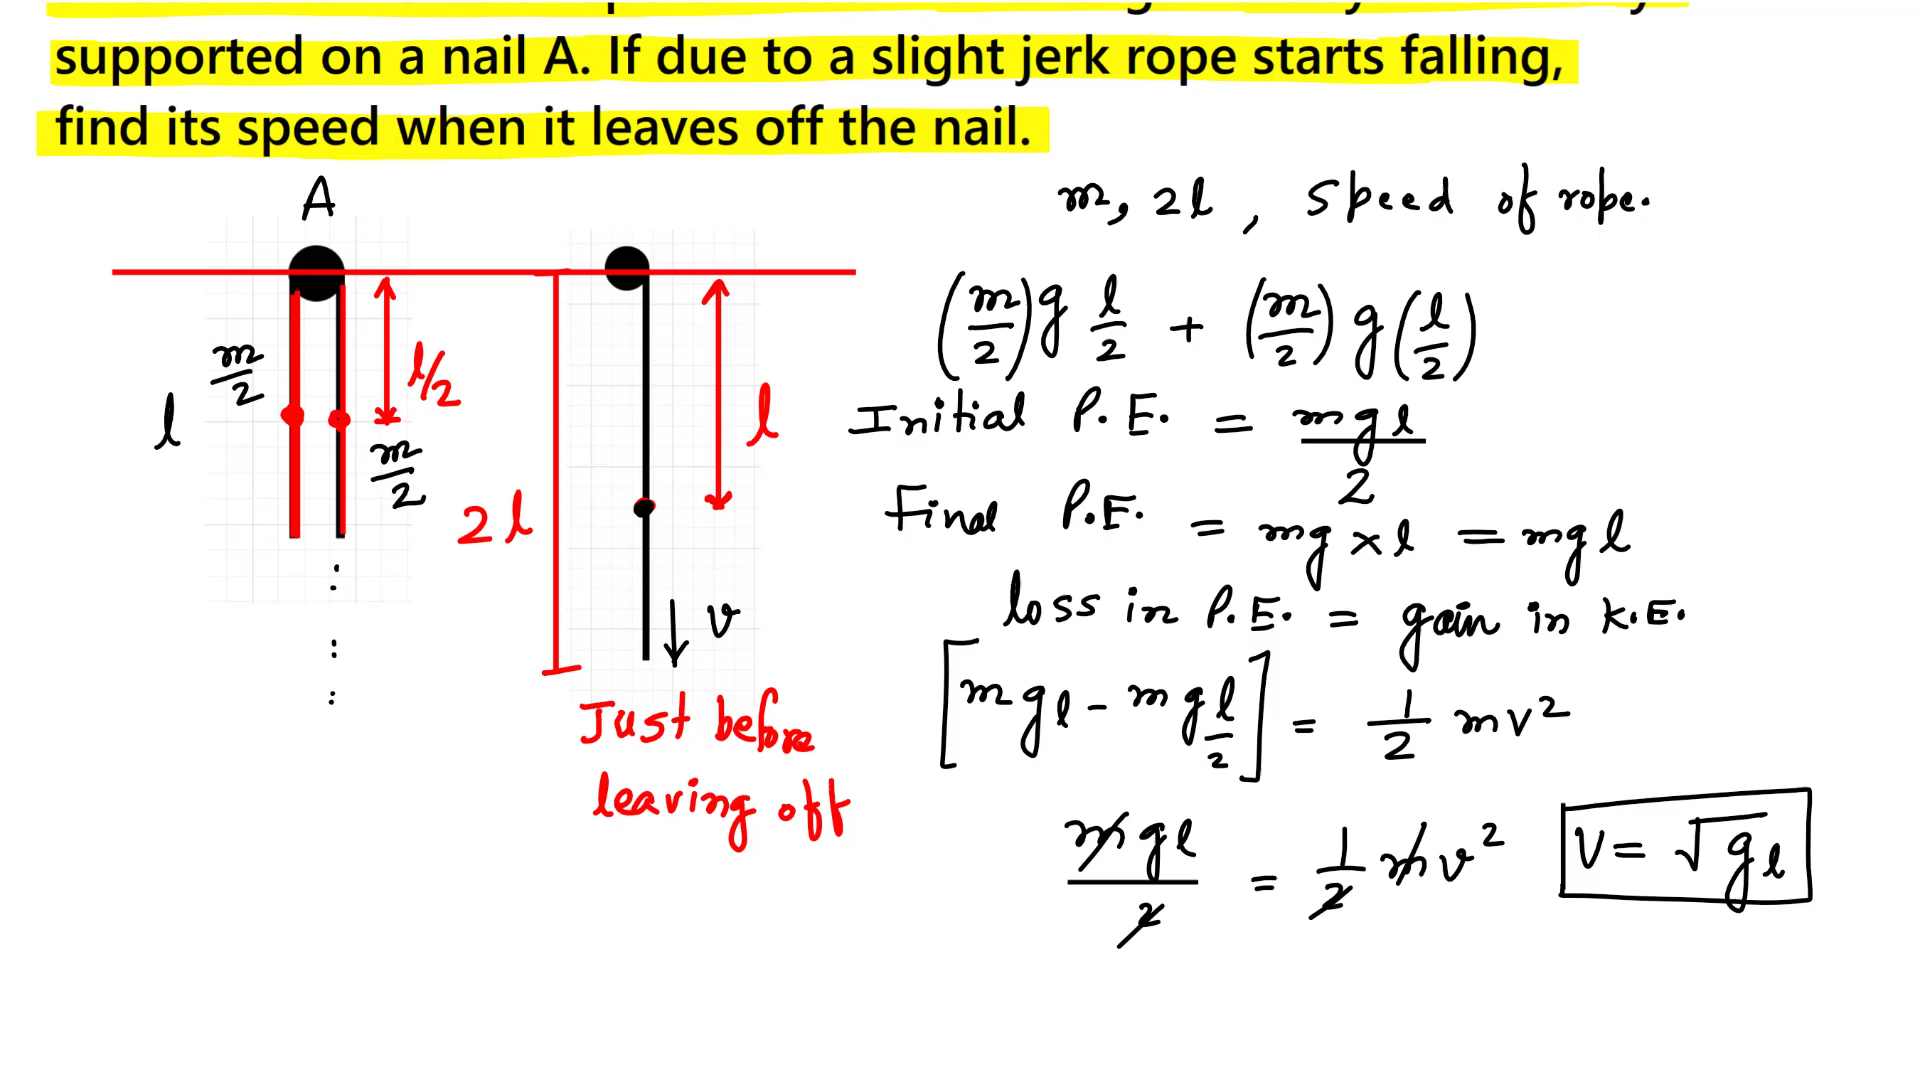 supported on a nail A. If due to a slight jerk rope starts falling,
find its speed when it leaves off the nail.
A
m/2
l
l/2
m/2
2l
l
v
Just before
leaving off
m, 2l, speed of rope.
(m/2)g l/2 + (m/2)g(l/2)
Initial P.E. = mgl/2
Final P.E. = mg×l = mgl
loss in P.E. = gain in K.E.
[mgl - mgl/2] = 1/2 mv²
mgl/2 = 1/2 mv²
V = √gl